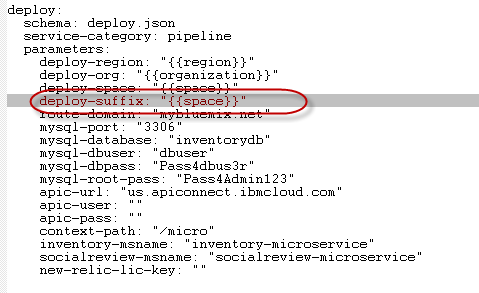 deploy:
  schema: deploy.json
  service-category: pipeline
  parameters:
    deploy-region: "{{region}}"
    deploy-org: "{{organization}}"
    deploy-space: "{{space}}"
    deploy-suffix: "{{space}}"
    route-domain: "mybluemix.net"
    mysql-port: "3306"
    mysql-database: "inventorydb"
    mysql-dbuser: "dbuser"
    mysql-dbpass: "Pass4dbus3r"
    mysql-root-pass: "Pass4Admin123"
    apic-url: "us.apiconnect.ibmcloud.com"
    apic-user: ""
    apic-pass: ""
    context-path: "/micro"
    inventory-msname: "inventory-microservice"
    socialreview-msname: "socialreview-microservice"
    new-relic-lic-key: ""